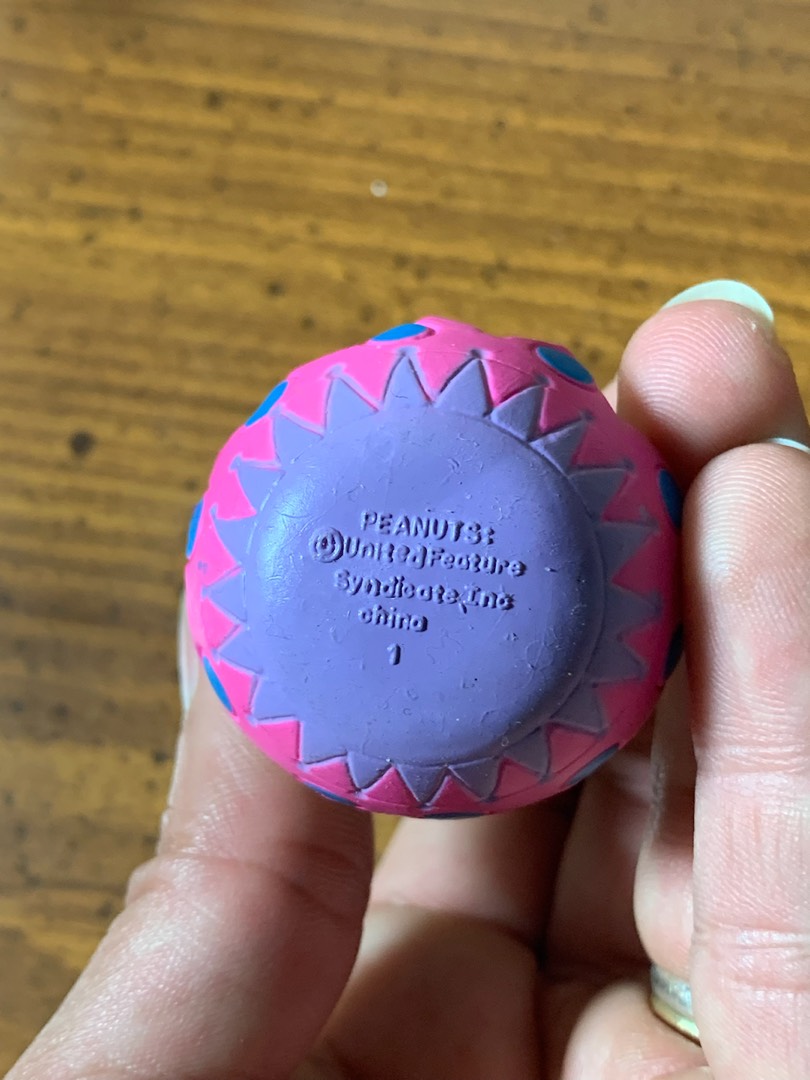 PEANUTS:
©United Feature
Syndicate, Inc
china
1